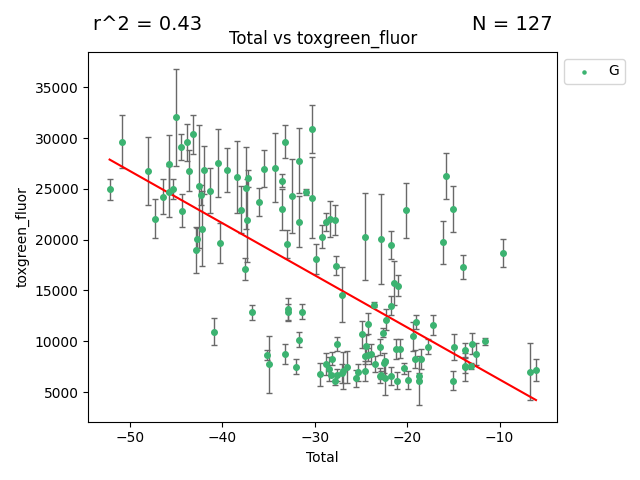 r^2 = 0.43
N = 127
Total vs toxgreen_fluor
G
35000
30000
25000
20000
15000
10000
5000
toxgreen_fluor
−50
−40
−30
−20
−10
Total